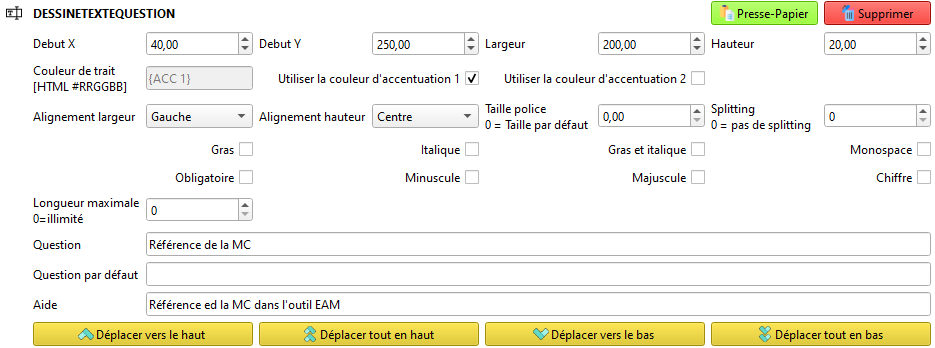 DESSINETEXTEQUESTION Presse-Papier Supprimer
Debut X 40,00 Debut Y 250,00 Largeur 200,00 Hauteur 20,00
Couleur de trait
[HTML #RRGGBB] {ACC 1} Utiliser la couleur d'accentuation 1 Utiliser la couleur d'accentuation 2
Alignement largeur Gauche Alignement hauteur Centre Taille police
0 = Taille par défaut 0,00 Splitting
0 = pas de splitting 0
Gras Italique Gras et italique Monospace
Obligatoire Minuscule Majuscule Chiffre
Longueur maximale
0=illimité 0
Question Référence de la MC
Question par défaut
Aide Référence ed la MC dans l'outil EAM
Déplacer vers le haut Déplacer tout en haut Déplacer vers le bas Déplacer tout en bas